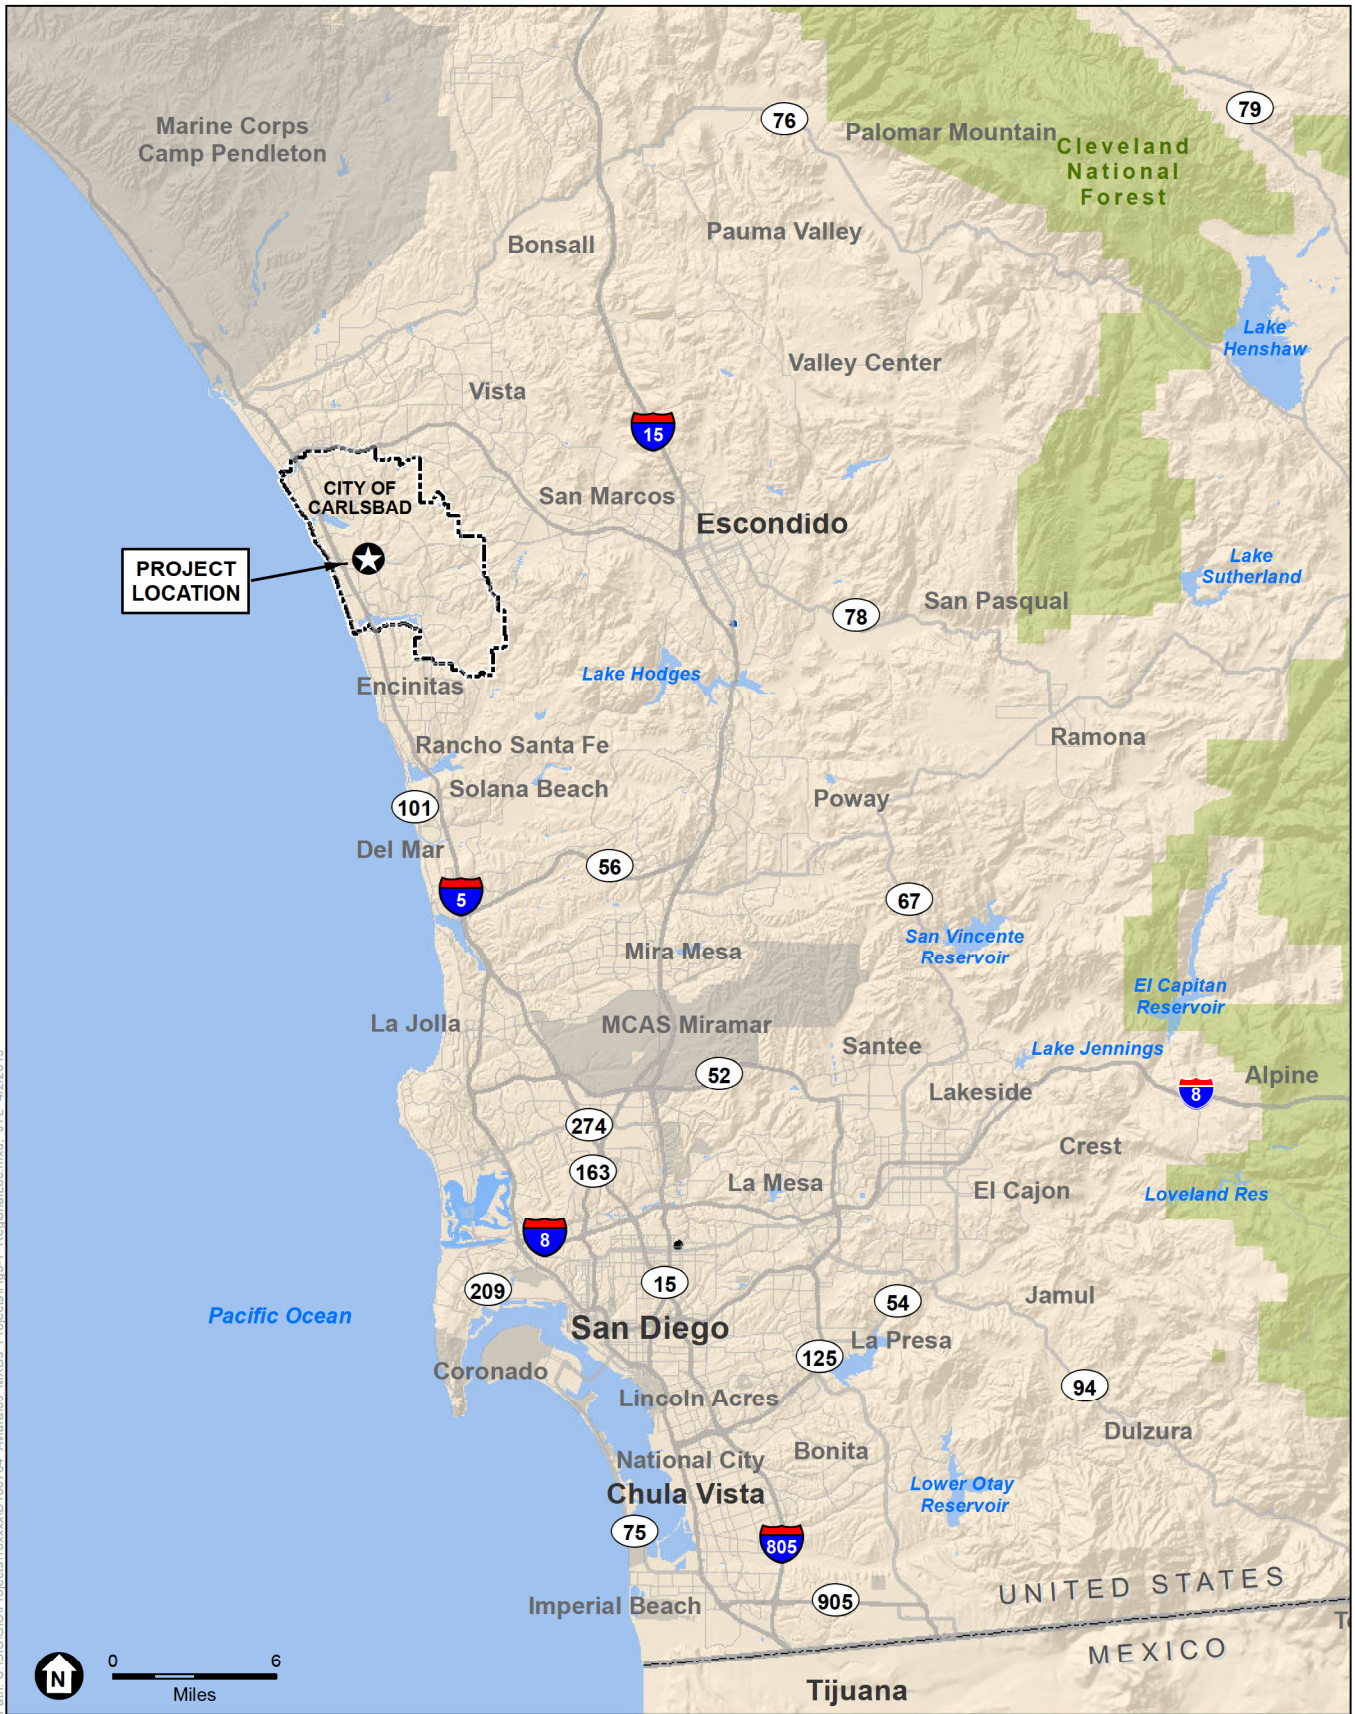 Marine Corps
Camp Pendleton
76
79
Palomar Mountain
Cleveland
National
Forest
Bonsall
Pauma Valley
Lake
Henshaw
Valley Center
Vista
15
CITY OF
CARLSBAD
San Marcos
Escondido
PROJECT
LOCATION
Lake
Sutherland
78
San Pasqual
Lake Hodges
Encinitas
Ramona
Rancho Santa Fe
Solana Beach
Poway
101
Del Mar
56
5
67
San Vincente
Reservoir
Mira Mesa
El Capitan
Reservoir
La Jolla
MCAS Miramar
Santee
Lake Jennings
52
Alpine
Lakeside
8
274
Crest
163
La Mesa
El Cajon
Loveland Res
8
209
15
54
Jamul
Pacific Ocean
San Diego
La Presa
125
Coronado
94
Lincoln Acres
Dulzura
National City
Bonita
Chula Vista
Lower Otay
Reservoir
75
805
UNITED STATES
905
Imperial Beach
MEXICO
N
0 6
Miles
Tijuana